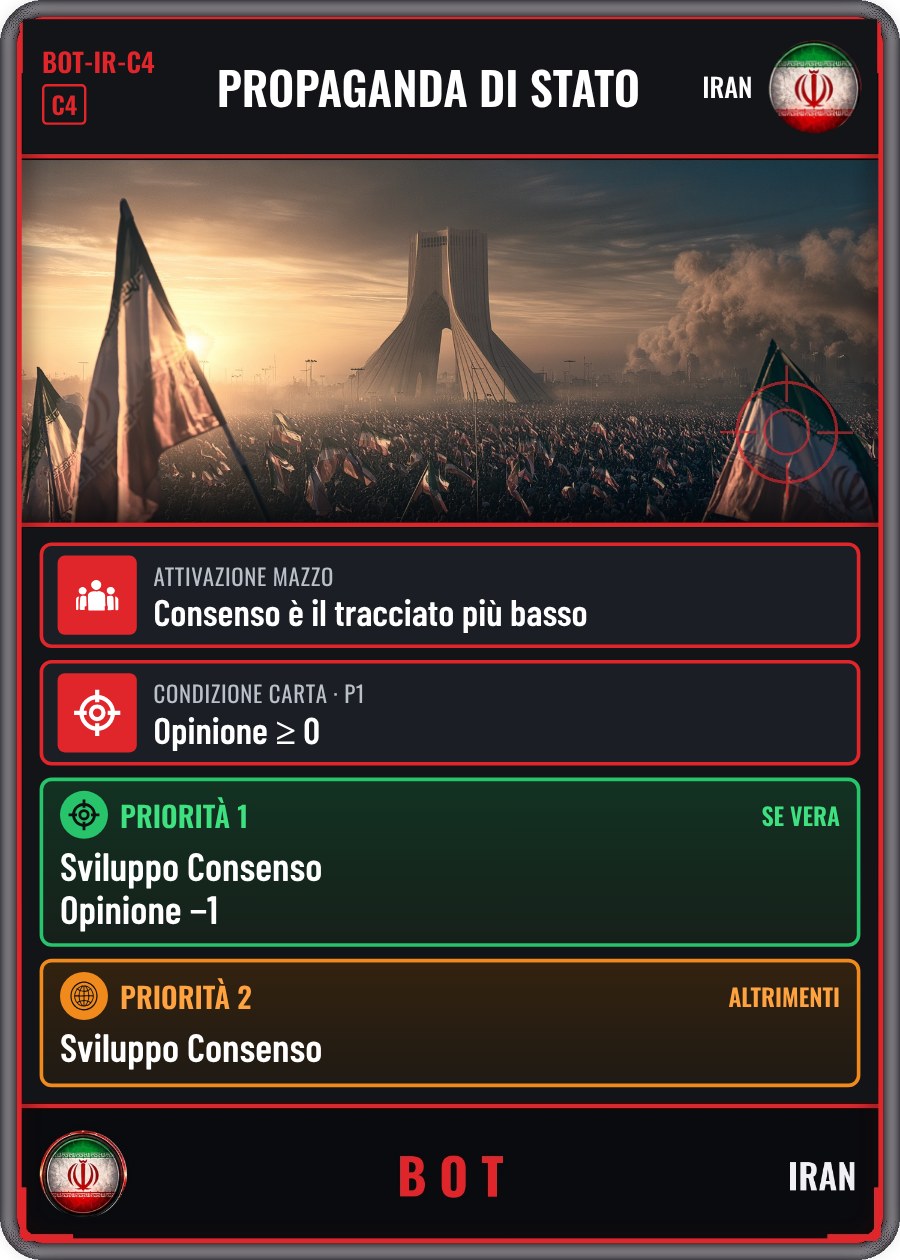 BOT-IR-C4
C4
PROPAGANDA DI STATO
IRAN
ATTIVAZIONE MAZZO
Consenso è il tracciato più basso
CONDIZIONE CARTA · P1
Opinione ≥ 0
PRIORITÀ 1
SE VERA
Sviluppo Consenso
Opinione –1
PRIORITÀ 2
ALTRIMENTI
Sviluppo Consenso
BOT
IRAN